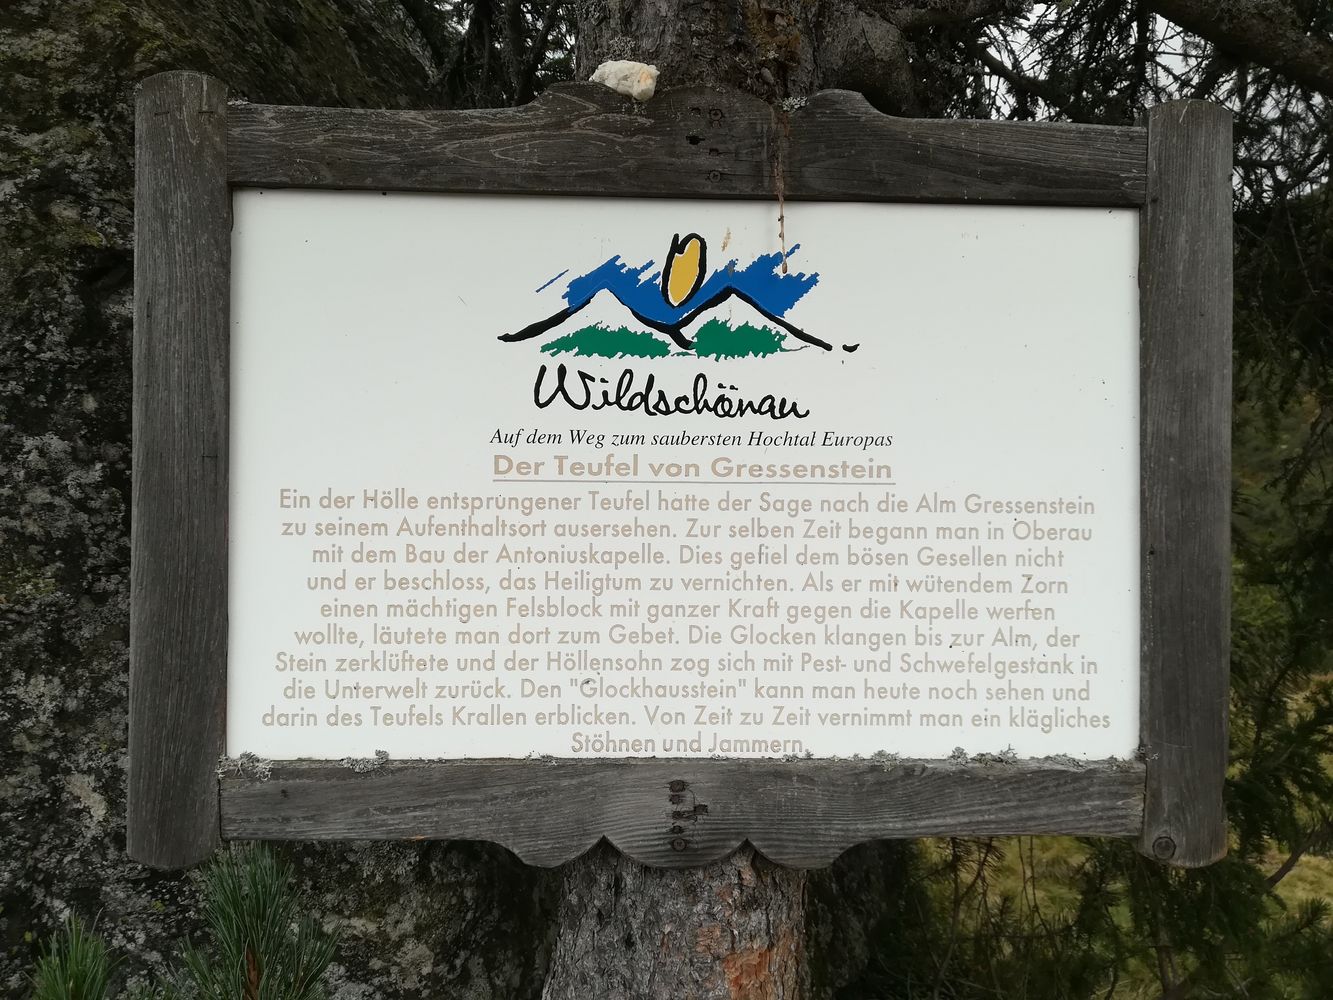 Wildschönau
Auf dem Weg zum saubersten Hochtal Europas
Der Teufel von Gressenstein
Ein der Hölle entsprungener Teufel hatte der Sage nach die Alm Gressenstein
zu seinem Aufenthaltsort ausersehen. Zur selben Zeit begann man in Oberau
mit dem Bau der Antoniuskapelle. Dies gefiel dem bösen Gesellen nicht
und er beschloss, das Heiligtum zu vernichten. Als er mit wütendem Zorn
einen mächtigen Felsblock mit ganzer Kraft gegen die Kapelle werfen
wollte, läutete man dort zum Gebet. Die Glocken klangen bis zur Alm, der
Stein zerklüftete und der Höllensohn zog sich mit Pest- und Schwefelgestank in
die Unterwelt zurück. Den "Glockhausstein" kann man heute noch sehen und
darin des Teufels Krallen erblicken. Von Zeit zu Zeit vernimmt man ein klägliches
Stöhnen und Jammern.